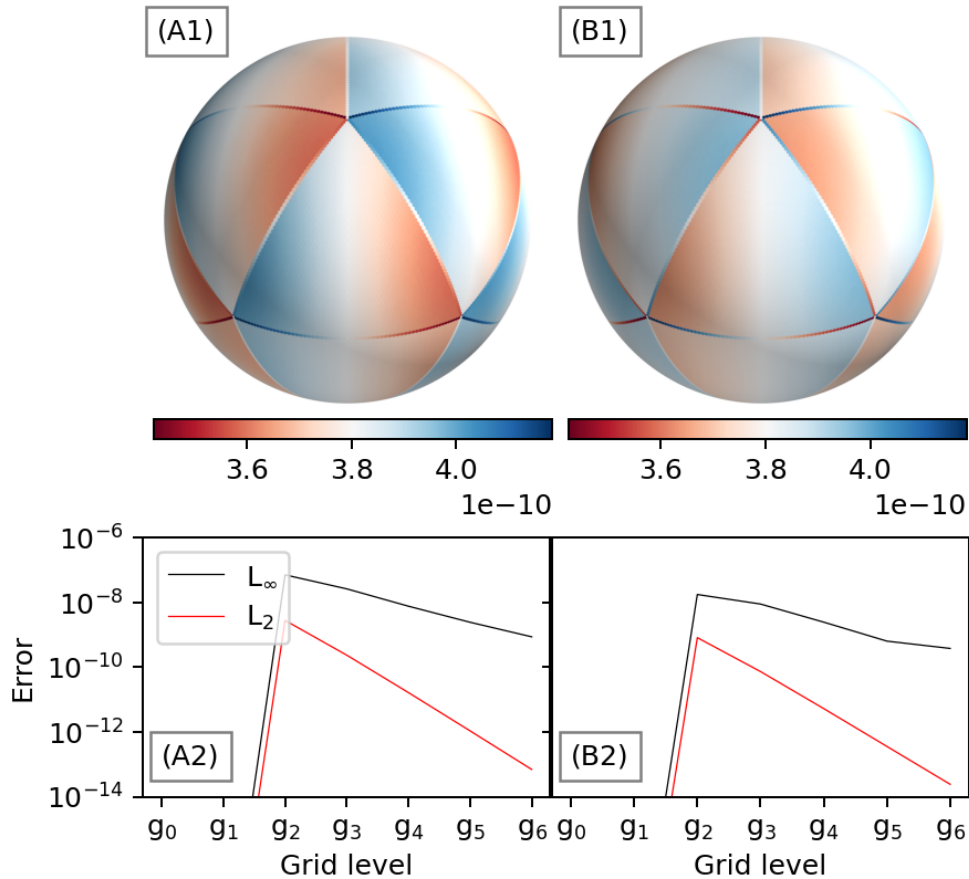 (A1) (B1)
3.6 3.8 4.0 3.6 3.8 4.0
1e−10 1e−10
10⁻⁶
10⁻⁸
10⁻¹⁰
10⁻¹²
10⁻¹⁴
Error
L∞
L₂
(A2) (B2)
g₀ g₁ g₂ g₃ g₄ g₅ g₆ g₀ g₁ g₂ g₃ g₄ g₅ g₆
Grid level Grid level